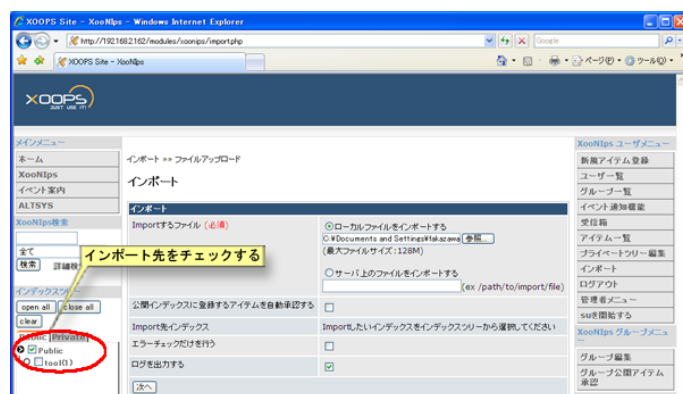 XOOPS Site - XooNIps - Windows Internet Explorer
http://192.168.2.162/modules/xoonips/import.php
Google
XOOPS Site - XooNIps
ページ(P)
ツール(O)
XOOPS
JUST USE IT!
メインメニュー
ホーム
XooNIps
イベント案内
ALTSYS
XooNIps検索
全て
検索
詳細検索
インデックスツリー
open all
close all
clear
Public
Private
Public
tool(1)
インポート先をチェックする
インポート »» ファイルアップロード
インポート
インポート
Importするファイル (必須)
ローカルファイルをインポートする
C:¥Documents and Settings¥takazawa
参照...
(最大ファイルサイズ:128M)
サーバ上のファイルをインポートする
(ex /path/to/import/file)
公開インデックスに登録するアイテムを自動承認する
Import先インデックス
Importしたいインデックスをインデックスツリーから選択してください
エラーチェックだけを行う
ログを出力する
次へ
XooNIps ユーザメニュー
新規アイテム登録
ユーザ一覧
グループ一覧
イベント通知機能
受信箱
アイテム一覧
プライベートツリー編集
インポート
ログアウト
管理者メニュー
suを開始する
XooNIps グループメニュー
グループ編集
グループ公開アイテム承認